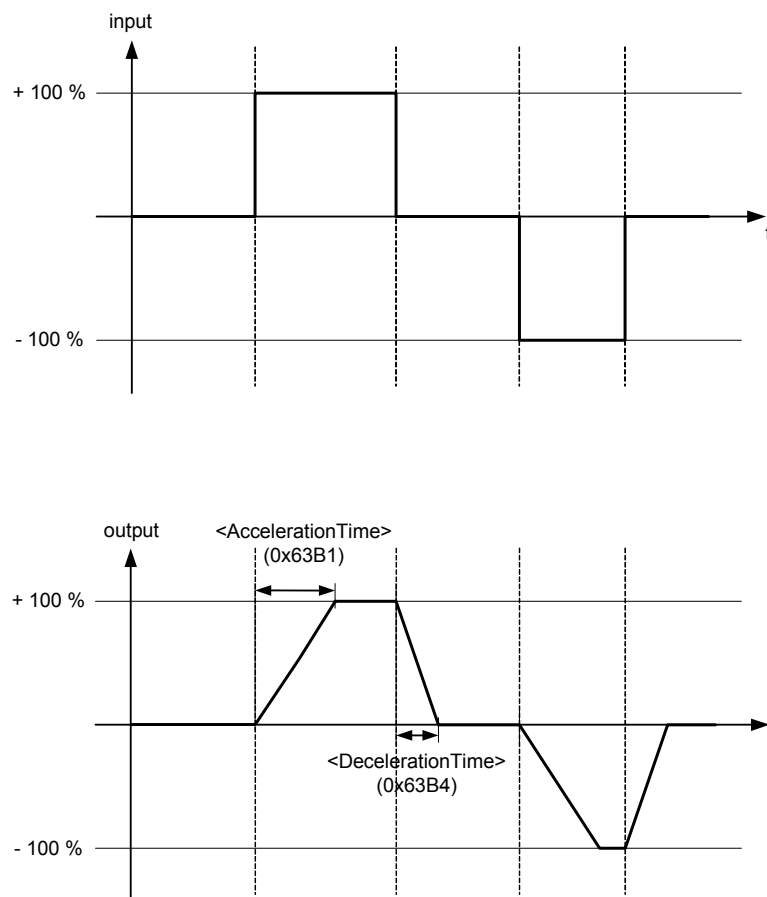 input
+ 100 %
t
- 100 %
<AccelerationTime>
(0x63B1)
output
+ 100 %
<DecelerationTime>
(0x63B4)
- 100 %